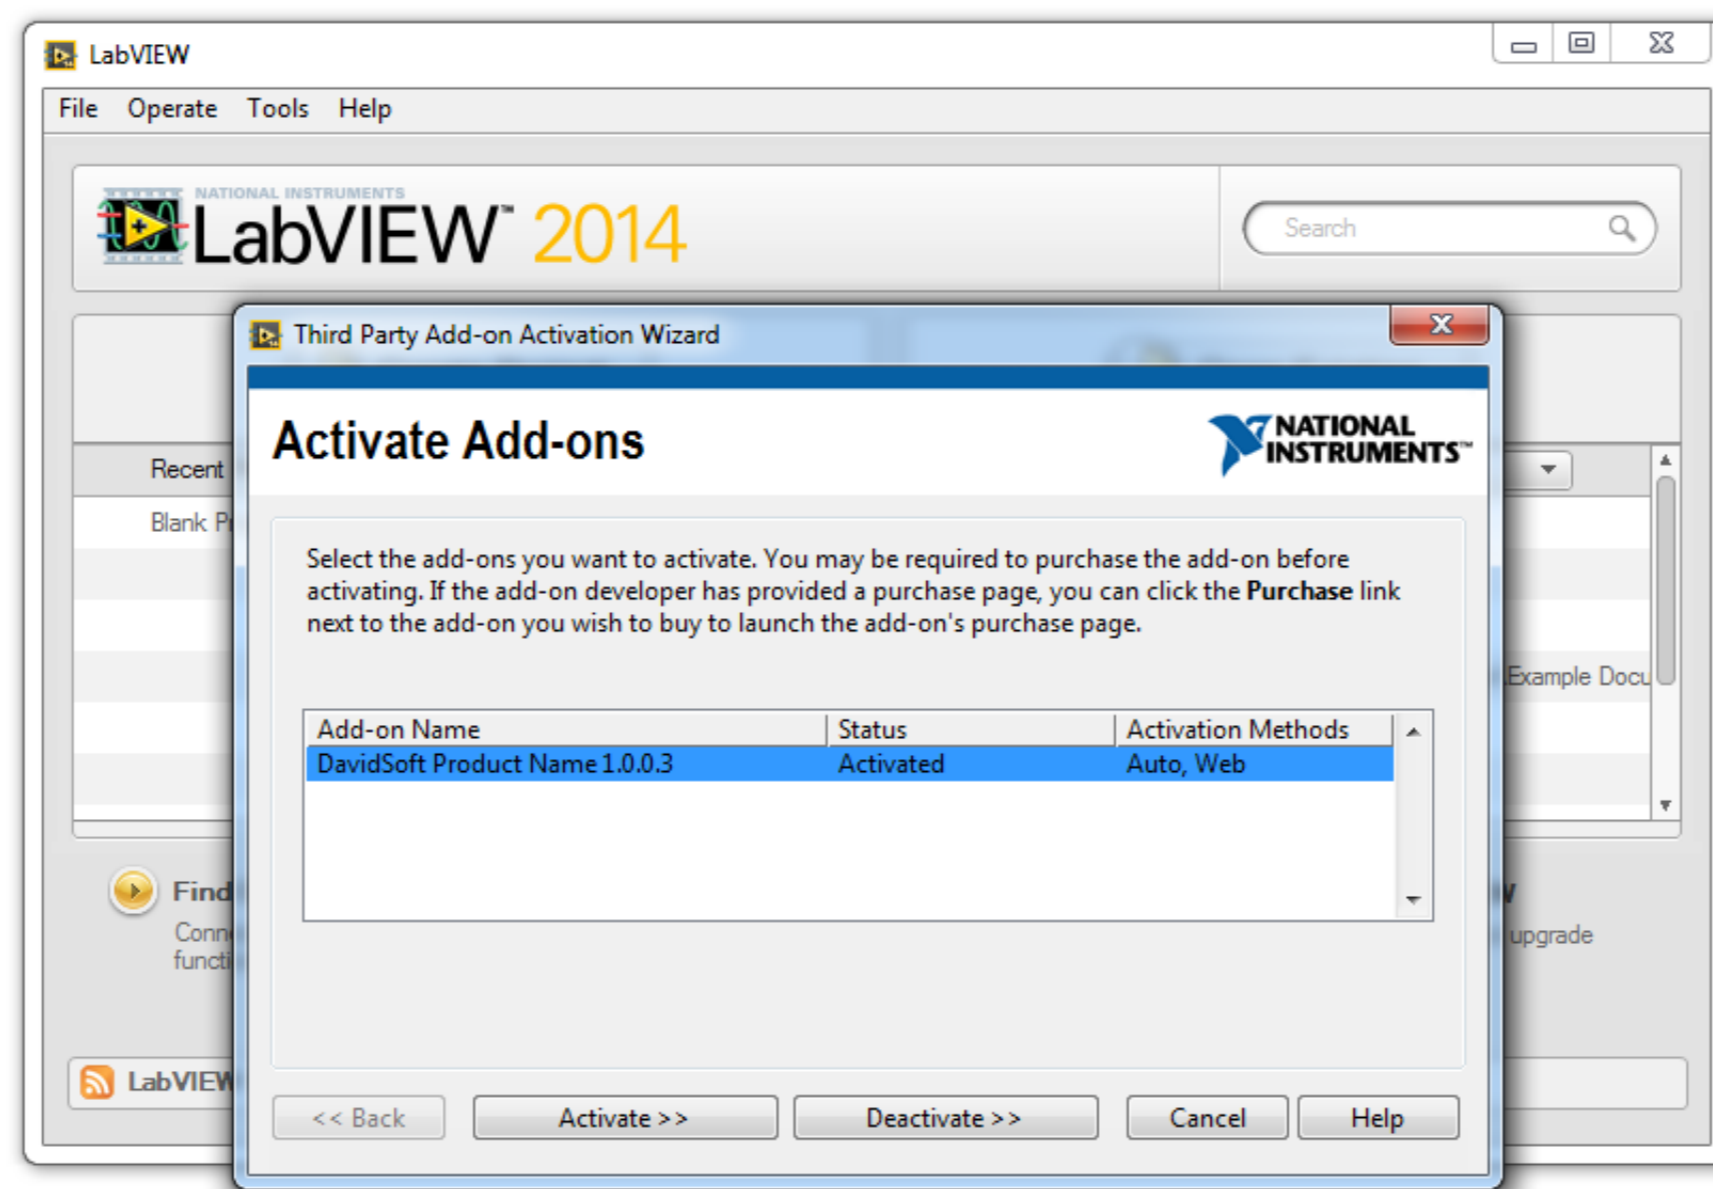 LabVIEW
File Operate Tools Help
NATIONAL INSTRUMENTS
LabVIEW™ 2014
Search
Third Party Add-on Activation Wizard
Activate Add-ons
NATIONAL
INSTRUMENTS™
Recent
Blank P
Select the add-ons you want to activate. You may be required to purchase the add-on before
activating. If the add-on developer has provided a purchase page, you can click the Purchase link
next to the add-on you wish to buy to launch the add-on's purchase page.
Example Docu
Add-on Name Status Activation Methods
DavidSoft Product Name 1.0.0.3 Activated Auto, Web
Find
Conn
functi
upgrade
LabVIEW
<< Back Activate >> Deactivate >> Cancel Help